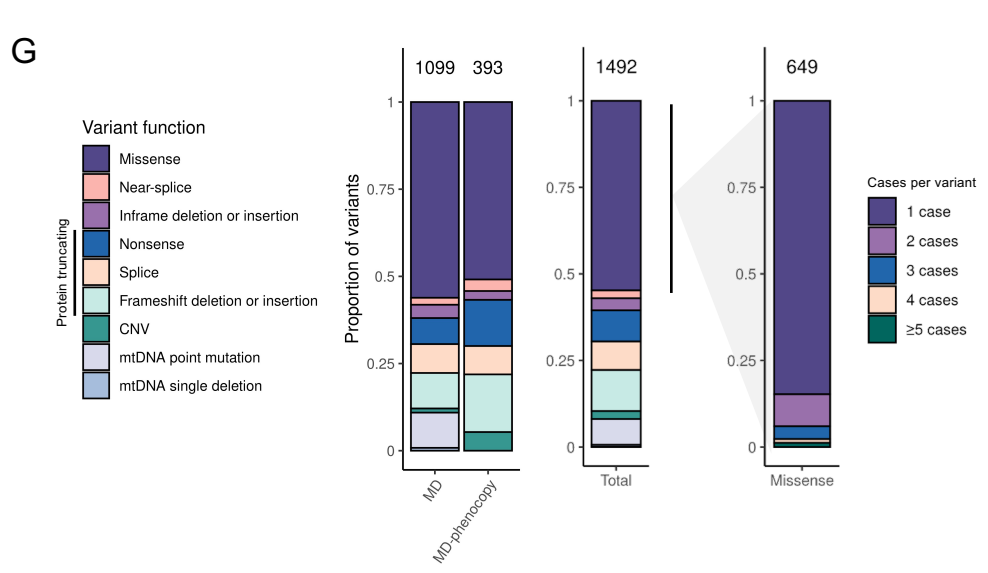 G
Variant function
Missense
Near-splice
Inframe deletion or insertion
Nonsense
Splice
Frameshift deletion or insertion
CNV
mtDNA point mutation
mtDNA single deletion
Protein truncating
Proportion of variants
1099 393
1
0.75
0.5
0.25
0
MD
MD-phenocopy
1492
1
0.75
0.5
0.25
0
Total
649
1
0.75
0.5
0.25
0
Missense
Cases per variant
1 case
2 cases
3 cases
4 cases
≥5 cases